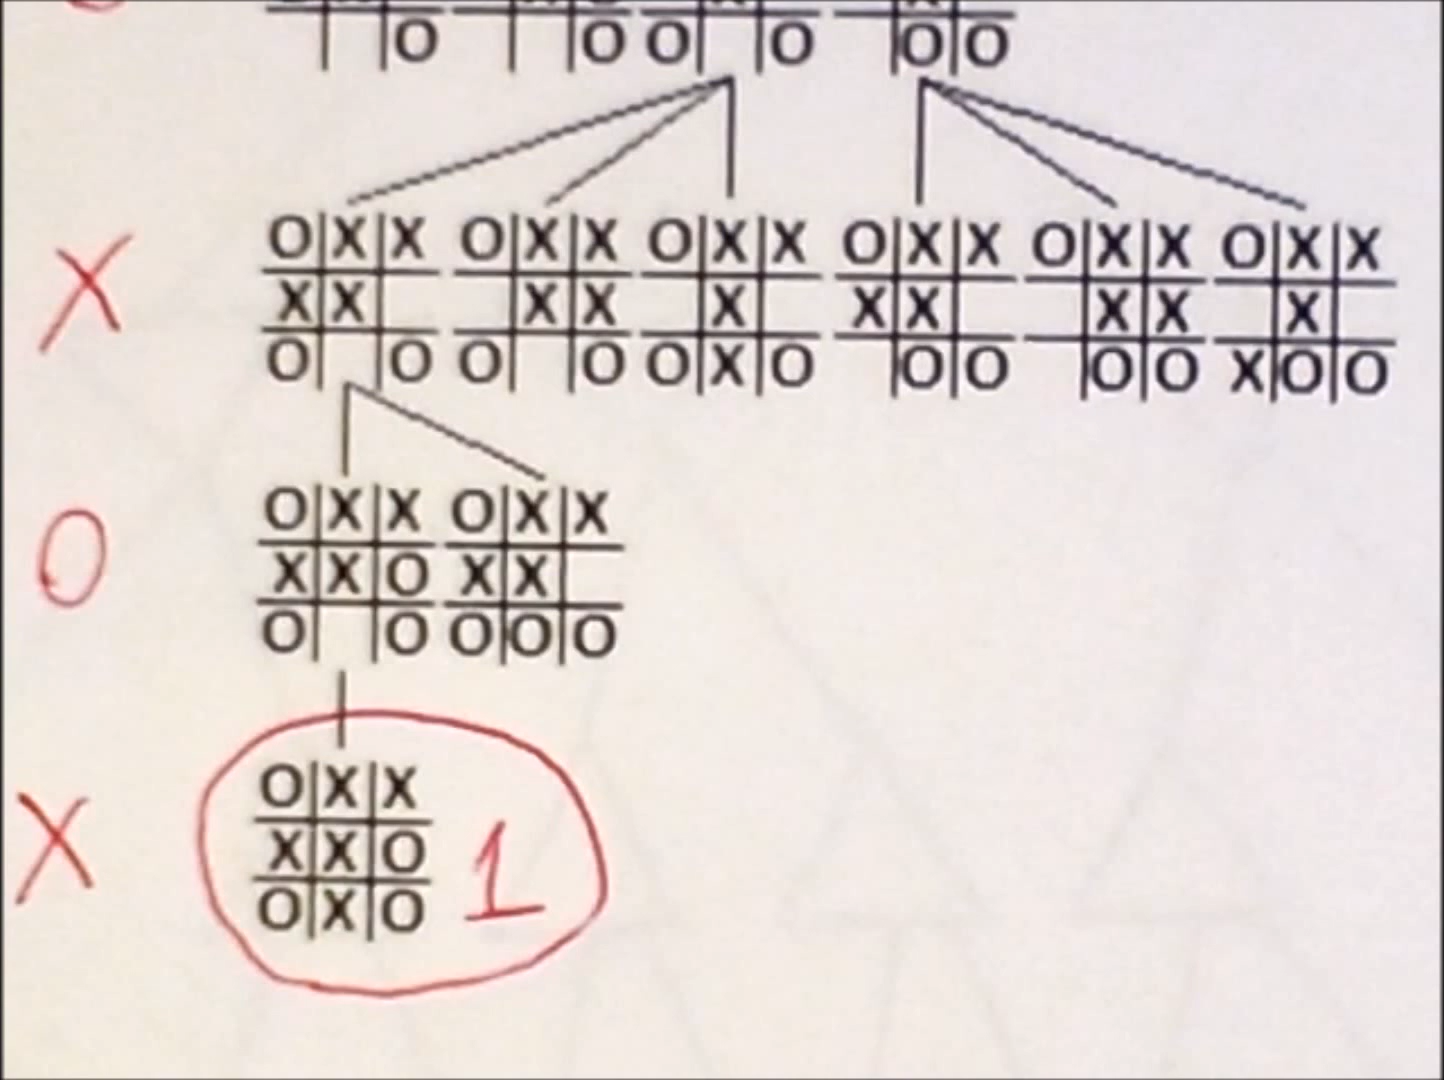 O O O O O O
X
O X X O X X O X X O X X O X X O X X
X X X X X X X X X X X
O O O O O X O O O O O X O O
O
O X X O X X
X X O X X
O O O O O
X
O X X
X X O
O X O
1